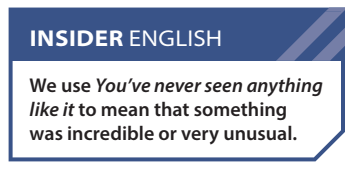 INSIDER ENGLISH
We use You've never seen anything
like it to mean that something
was incredible or very unusual.